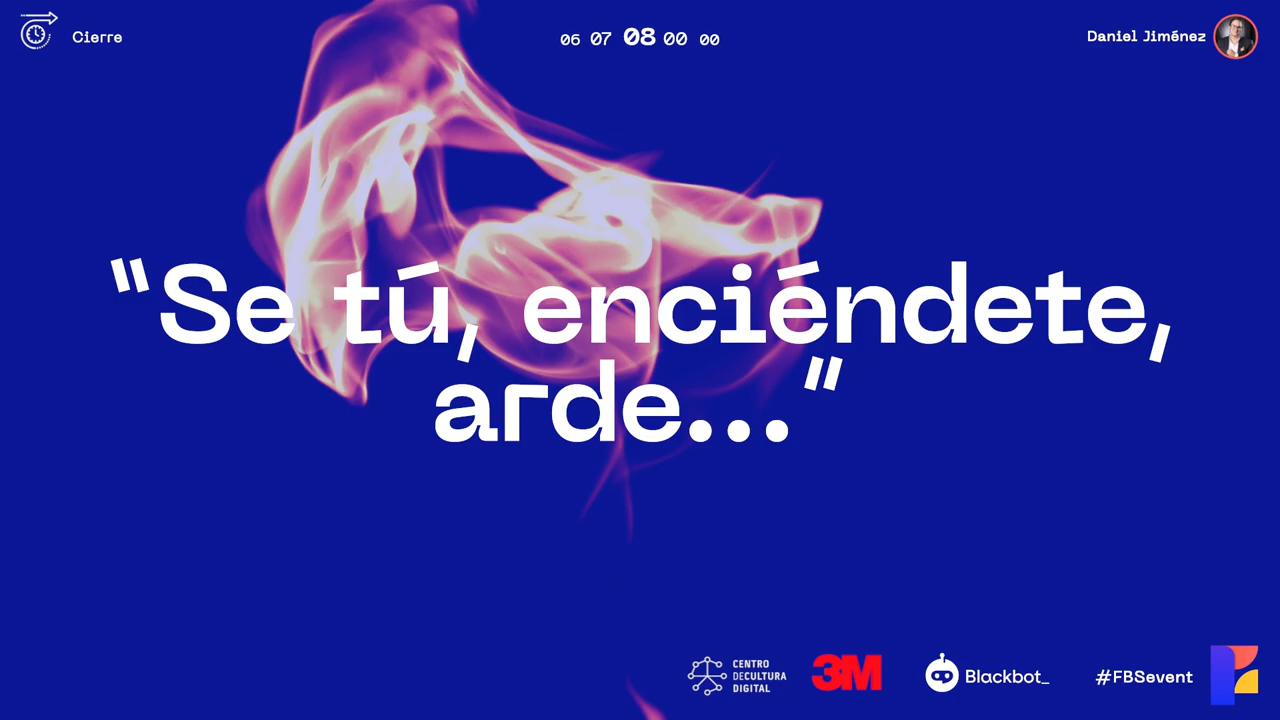 Cierre
06 07 08 00 00
Daniel Jiménez
"Se tú, enciéndete,
arde..."
CENTRO
DECULTURA
DIGITAL
3M
Blackbot_
#FBSevent